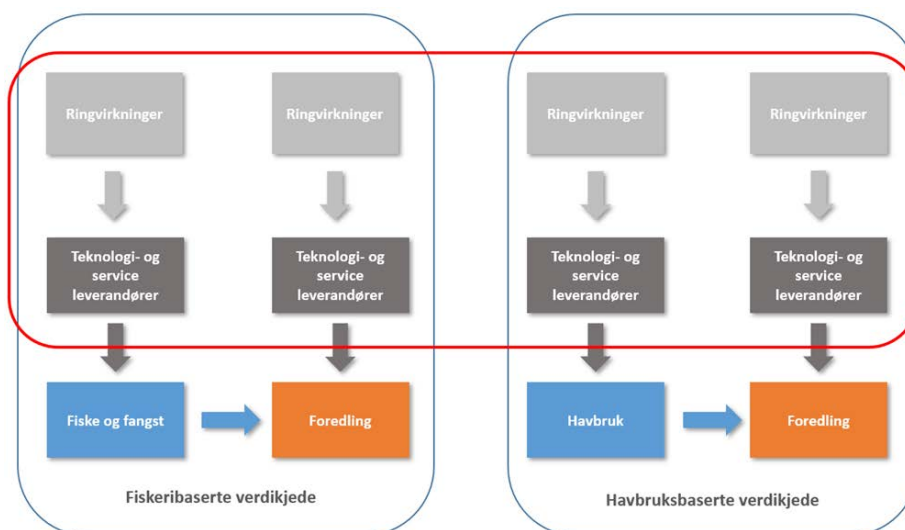 Ringvirkninger
Ringvirkninger
Ringvirkninger
Ringvirkninger
Teknologi- og
service
leverandører
Teknologi- og
service
leverandører
Teknologi- og
service
leverandører
Teknologi- og
service
leverandører
Fiske og fangst
Foredling
Havbruk
Foredling
Fiskeribaserte verdikjede
Havbruksbaserte verdikjede